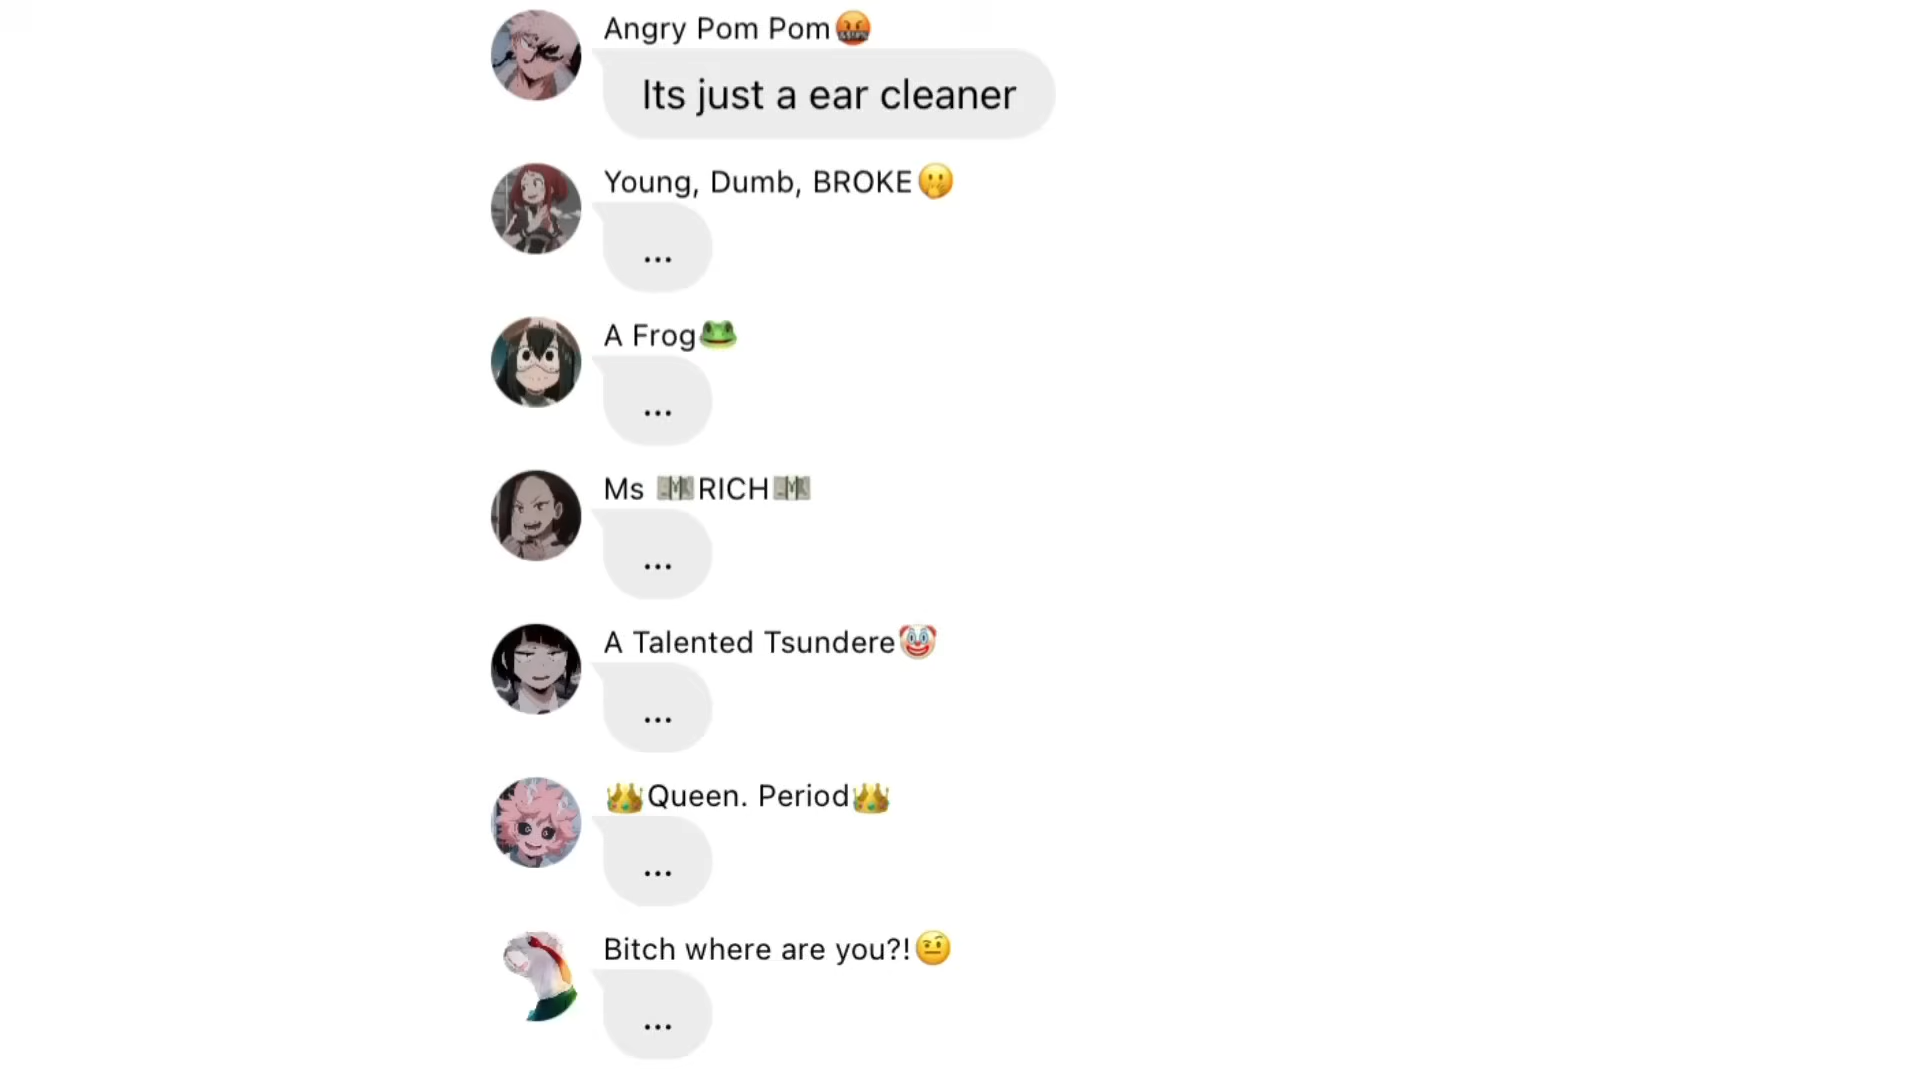 Angry Pom Pom🤬
Its just a ear cleaner
Young, Dumb, BROKE🤭
...
A Frog🐸
...
Ms 💴RICH💴
...
A Talented Tsundere🤡
...
👑Queen. Period👑
...
Bitch where are you?!🤨
...